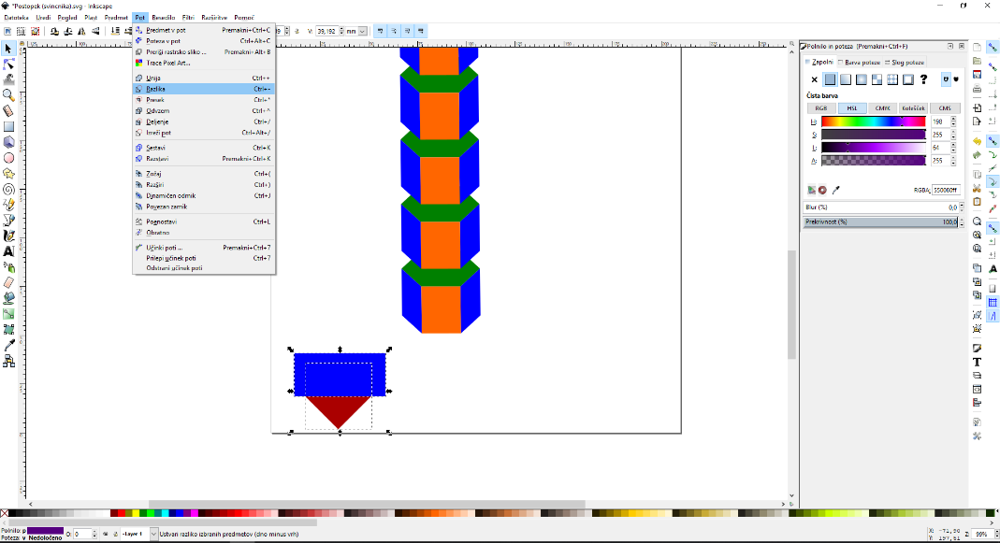 *Postopek (svincnika).svg - Inkscape
Datoteka Uredi Pogled Plast Predmet Pot Besedilo Filtri Razširitve Pomoč
V: 39,192 mm
Predmet v pot Premakni+Ctrl+C
Poteza v pot Ctrl+Alt+C
Preriši rastrsko sliko ... Premakni+Alt+B
Trace Pixel Art...
Unija Ctrl++
Razlika Ctrl+-
Presek Ctrl+*
Odvzem Ctrl+^
Deljenje Ctrl+/
Izreži pot Ctrl+Alt+/
Sestavi Ctrl+K
Razstavi Premakni+Ctrl+K
Zožaj Ctrl+(
Razširi Ctrl+)
Dinamičen odmik Ctrl+J
Povezan zamik
Poenostavi Ctrl+L
Obratno
Učinki poti ... Premakni+Ctrl+7
Prilepi učinek poti Ctrl+7
Odstrani učinek poti
Polnilo in poteza (Premakni+Ctrl+F)
Zapolni Barva poteze Slog poteze
Čista barva
RGB HSL CMYK Kolešček CMS
H: 198
S: 255
L: 64
A: 255
RGBA: 550080ff
Blur (%) 0,0
Prekrivnost (%) 100,0
Polnilo: p
Poteza: v Nedoločeno
O: 0
-Layer 1
Ustvari razliko izbranih predmetov (dno minus vrh)
X: -71,90
Y: 197,51
Z: 99%